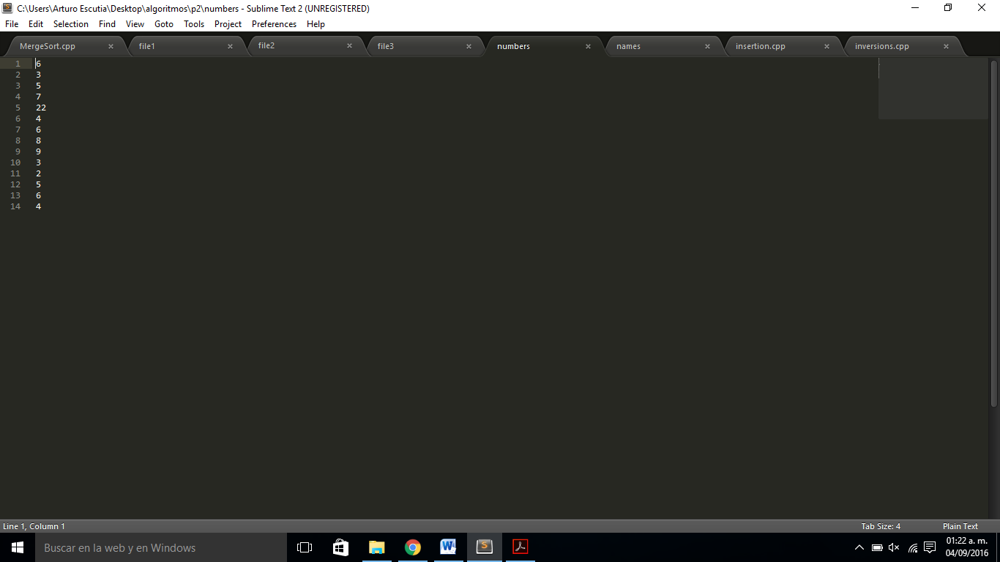 C:\Users\Arturo Escutia\Desktop\algoritmos\p2\numbers - Sublime Text 2 (UNREGISTERED)
File Edit Selection Find View Goto Tools Project Preferences Help
MergeSort.cpp × file1 × file2 × file3 × numbers × names × insertion.cpp × inversions.cpp ×
1 6
2 3
3 5
4 7
5 22
6 4
7 6
8 8
9 9
10 3
11 2
12 5
13 6
14 4
Line 1, Column 1 Tab Size: 4 Plain Text
Buscar en la web y en Windows
01:22 a. m.
04/09/2016